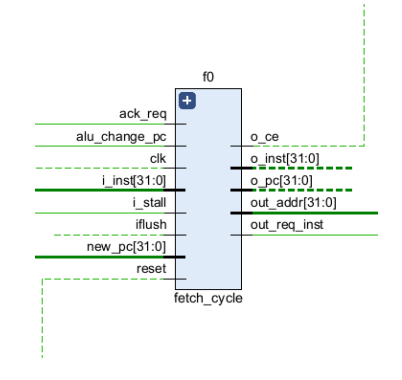 f0
ack_req
alu_change_pc
clk
i_inst[31:0]
i_stall
iflush
new_pc[31:0]
reset
o_ce
o_inst[31:0]
o_pc[31:0]
out_addr[31:0]
out_req_inst
fetch_cycle